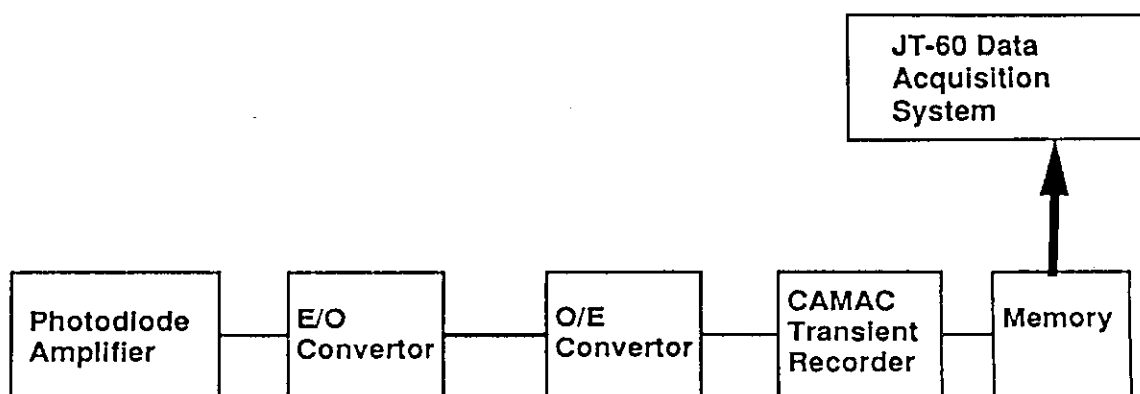 JT-60 Data
Acquisition
System
Photodiode
Amplifier
E/O
Convertor
O/E
Convertor
CAMAC
Transient
Recorder
Memory